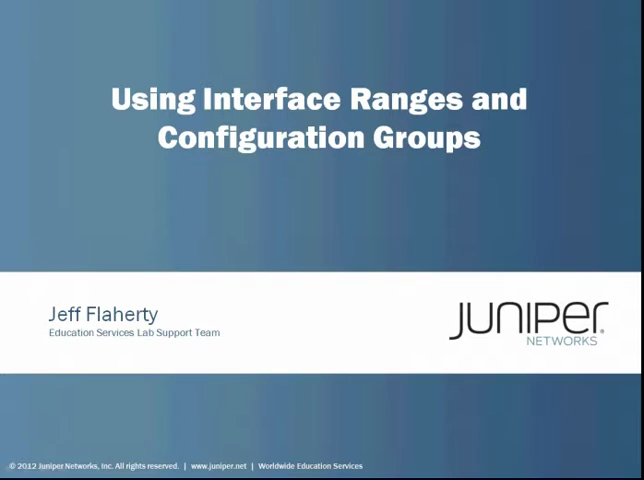 Using Interface Ranges and
Configuration Groups
Jeff Flaherty
Education Services Lab Support Team
JUNIPEr
NETWORKS
© 2012 Juniper Networks, Inc. All rights reserved. | www.juniper.net | Worldwide Education Services